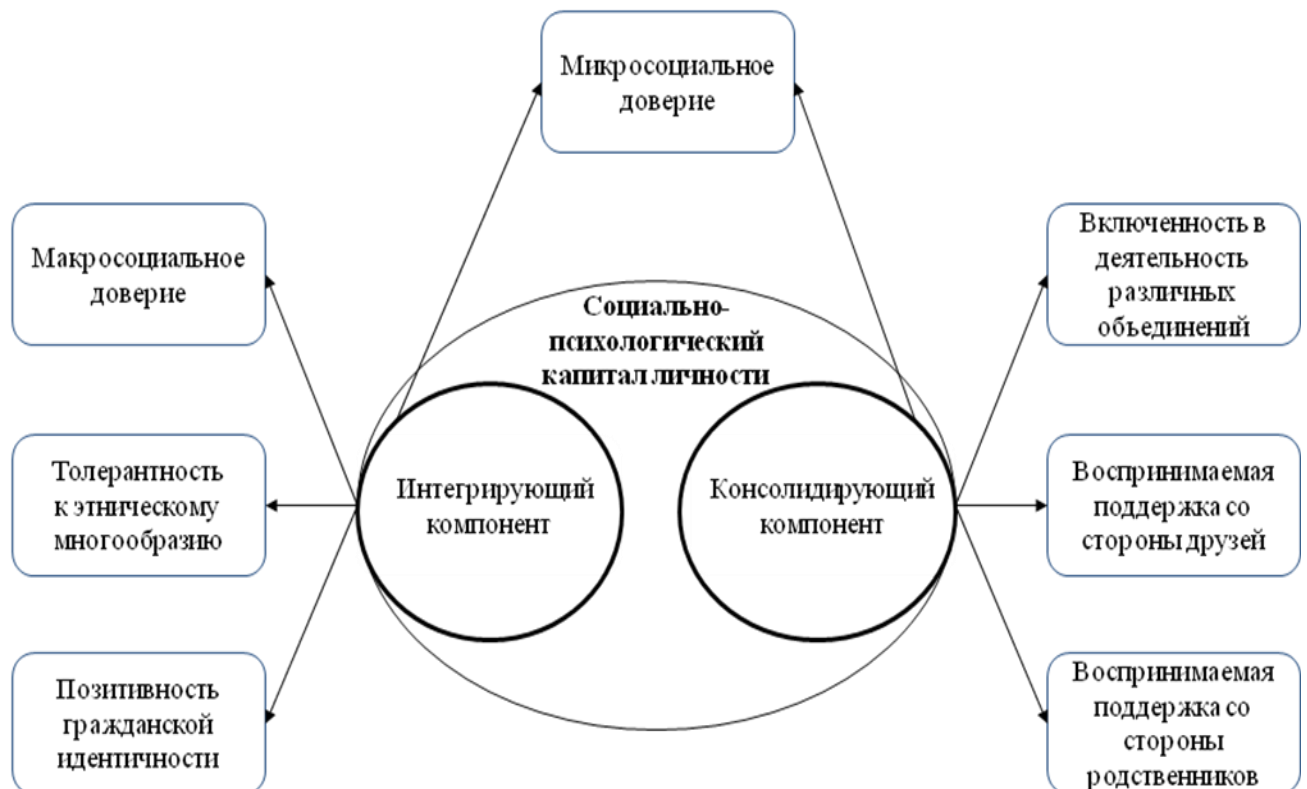 Микросоциальное
доверие
Макросоциальное
доверие
Включенность в
деятельность
различных
объединений
Социально-
психологический
капитал личности
Толерантность
к этническому
многообразию
Интегрирующий
компонент
Консолидирующий
компонент
Воспринимаемая
поддержка со
стороны друзей
Позитивность
гражданской
идентичности
Воспринимаемая
поддержка со
стороны
родственников